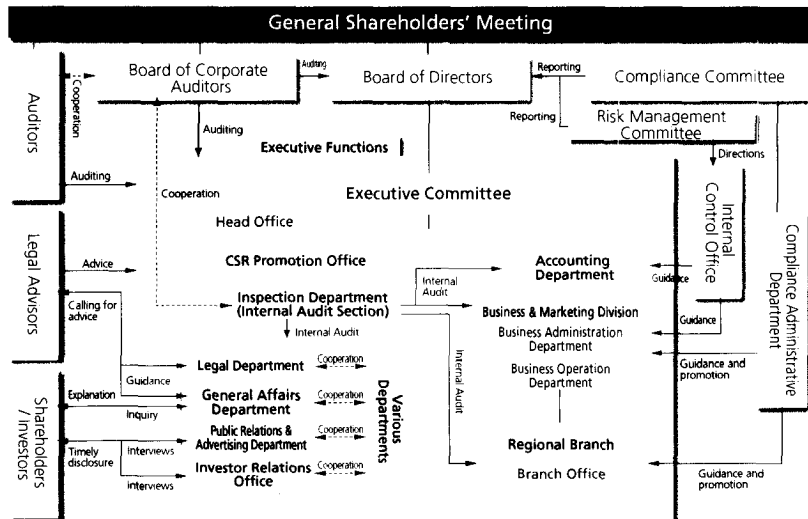 General Shareholders' Meeting
Auditors
Cooperation
Board of Corporate
Auditors
Auditing
Board of Directors
Reporting
Compliance Committee
Reporting
Risk Management
Committee
Auditing
Executive Functions
Directions
Auditing
Cooperation
Executive Committee
Internal
Control Office
Head Office
Legal Advisors
Advice
CSR Promotion Office
Internal
Audit
Accounting
Department
Guidance
Compliance Administrative
Department
Calling for
advice
Inspection Department
(Internal Audit Section)
Internal Audit
Business & Marketing Division
Business Administration
Department
Guidance
Internal Audit
Legal Department
Cooperation
Business Operation
Department
Guidance and
promotion
Guidance
Shareholders
/ Investors
Explanation
General Affairs
Department
Cooperation
Various
Departments
Inquiry
Public Relations &
Advertising Department
Cooperation
Timely
disclosure
Interviews
Regional Branch
Investor Relations
Office
Cooperation
Interviews
Branch Office
Guidance and
promotion